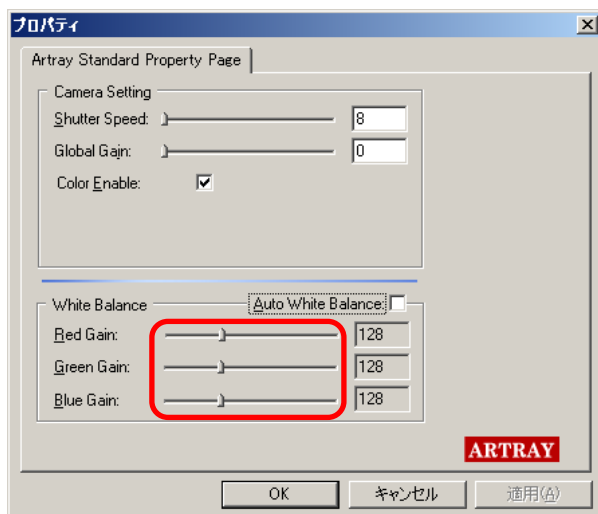 プロパティ
Artray Standard Property Page
Camera Setting
Shutter Speed: 8
Global Gain: 0
Color Enable:
White Balance Auto White Balance:
Red Gain: 128
Green Gain: 128
Blue Gain: 128
ARTRAY
OK キャンセル 適用(A)